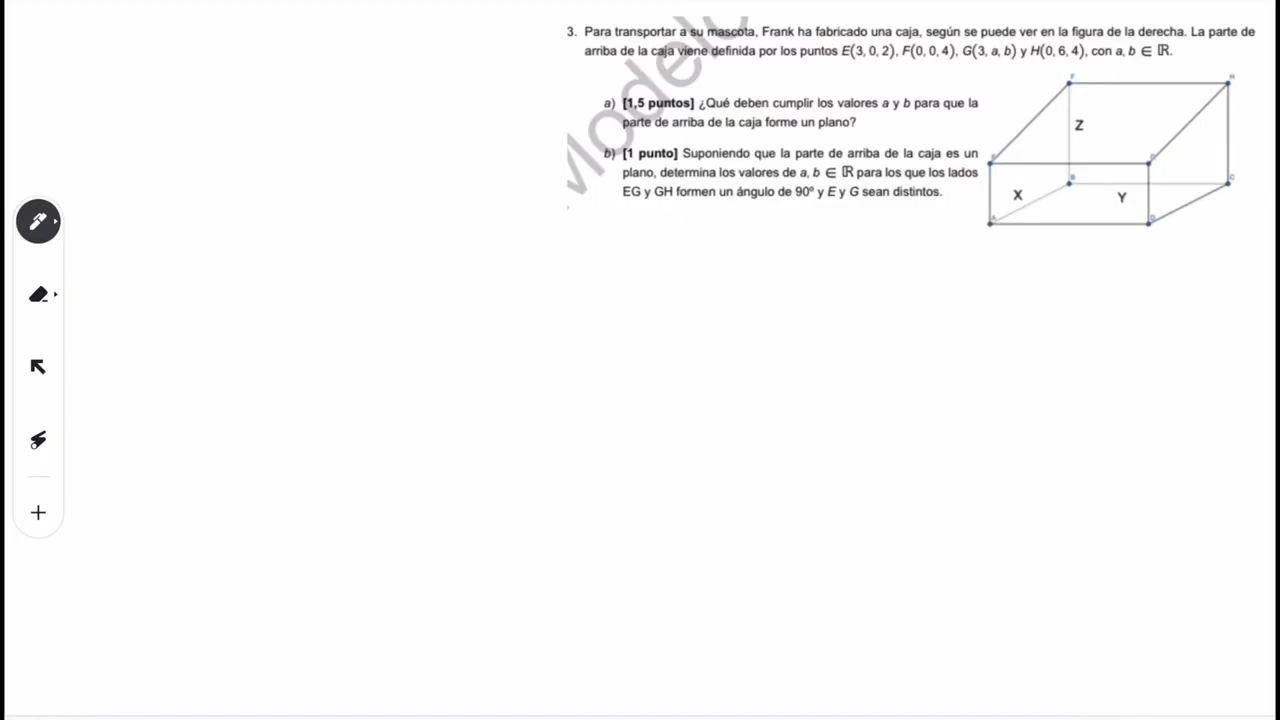 3. Para transportar a su mascota, Frank ha fabricado una caja, según se puede ver en la figura de la derecha. La parte de
arriba de la caja viene definida por los puntos E(3, 0, 2), F(0, 0, 4), G(3, a, b) y H(0, 6, 4), con a, b ∈ ℝ.
a) [1,5 puntos] ¿Qué deben cumplir los valores a y b para que la
parte de arriba de la caja forme un plano?
b) [1 punto] Suponiendo que la parte de arriba de la caja es un
plano, determina los valores de a, b ∈ ℝ para los que los lados
EG y GH formen un ángulo de 90º y E y G sean distintos.
Modelo
F
H
Z
B
C
X
Y
A
D